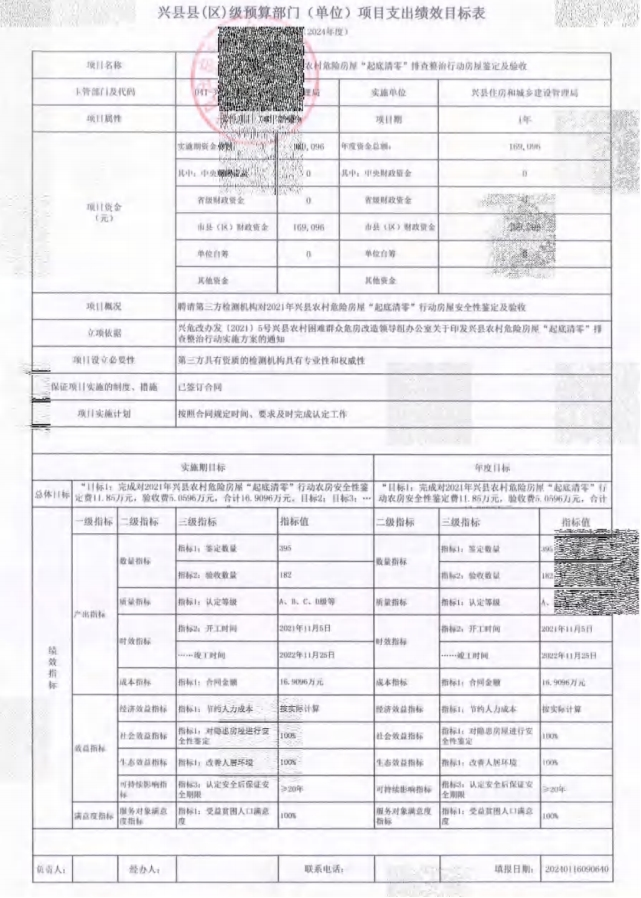 兴县县(区)级预算部门（单位）项目支出绩效目标表
2024年度）
项目名称 农村危险房屋“起底清零”排查整治行动房屋鉴定及验收
主管部门及代码 041- 理局 实施单位 兴县住房和城乡建设管理局
项目属性 项目期 1年
项目资金
（元）
实施期资金 169,096 年度资金总额： 169,096
其中：中央 0 其中：中央财政资金 0
省级财政资金 0 省级财政资金
市县（区）财政资金 169,096 市县（区）财政资金 169,096
单位自筹 0 单位自筹 0
其他资金 其他资金
项目概况 聘请第三方检测机构对2021年兴县农村危险房屋“起底清零”行动房屋安全性鉴定及验收
立项依据 兴危改办发〔2021〕5号兴县农村困难群众危房改造领导组办公室关于印发兴县农村危险房屋“起底清零”排
查整治行动实施方案的通知
项目设立必要性 第三方具有资质的检测机构具有专业性和权威性
保证项目实施的制度、措施 已签订合同
项目实施计划 按照合同规定时间、要求及时完成认定工作
实施期目标 年度目标
总体目标
“目标1：完成对2021年兴县农村危险房屋“起底清零”行动农房安全性鉴
定费11.85万元，验收费5.0596万元，合计16.9096万元。目标2：目标3：…
“目标1：完成对2021年兴县农村危险房屋“起底清零”行
动农房安全性鉴定费11.85万元，验收费5.0596万元，合计
绩效指标
一级指标 二级指标 三级指标 指标值 二级指标 三级指标 指标值
产出指标
数量指标 指标1：鉴定数量 395 数量指标 指标1：鉴定数量 395
指标2：验收数量 182 指标2：验收数量 182
质量指标 指标1：认定等级 A、B、C、D级等 质量指标 指标1：认定等级 A、
时效指标 指标2：开工时间 2021年11月5日 时效指标 指标2：开工时间 2021年11月5日
……竣工时间 2022年11月25日 ……竣工时间 2022年11月25日
成本指标 指标1：合同金额 16.9096万元 成本指标 指标1：合同金额 16.9096万元
效益指标
经济效益指标 指标1：节约人力成本 按实际计算 经济效益指标 指标1：节约人力成本 按实际计算
社会效益指标 指标1：对隐患房屋进行安全性鉴定 100% 社会效益指标 指标1：对隐患房屋进行安全性鉴定 100%
生态效益指标 指标1：改善人居环境 100% 生态效益指标 指标1：改善人居环境 100%
可持续影响指标 指标3：认定安全后保证安全期限 ≥20年 可持续影响指标 指标3：认定安全后保证安全期限 ≥20年
满意度指标 服务对象满意度指标 指标1：受益贫困人口满意度 100% 服务对象满意度指标 指标1：受益贫困人口满意度 100%
负责人： 经办人： 联系电话： 填报日期： 20240116090640